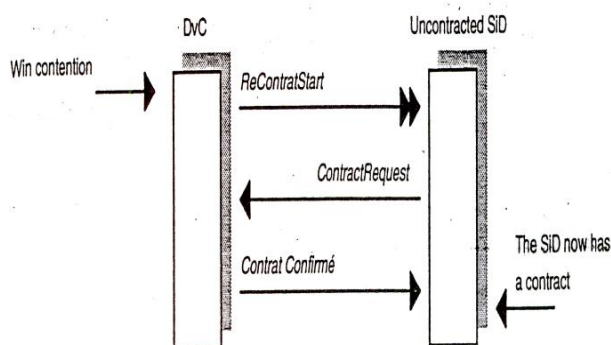 DvC
Uncontracted SiD
Win contention
ReContratStart
ContractRequest
Contrat Confirmé
The SiD now has
a contract